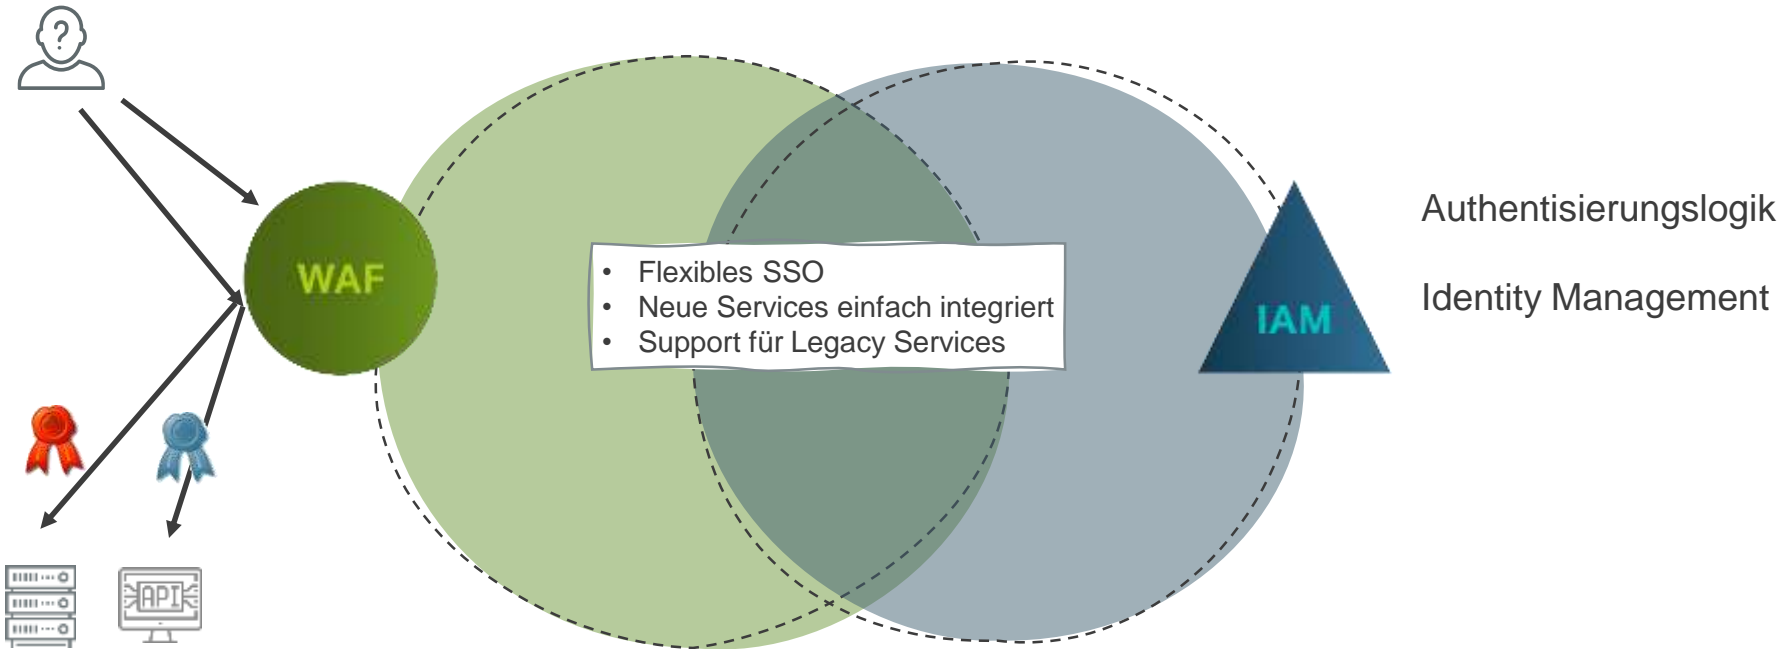 ?
WAF
• Flexibles SSO
• Neue Services einfach integriert
• Support für Legacy Services
IAM
Authentisierungslogik
Identity Management
API